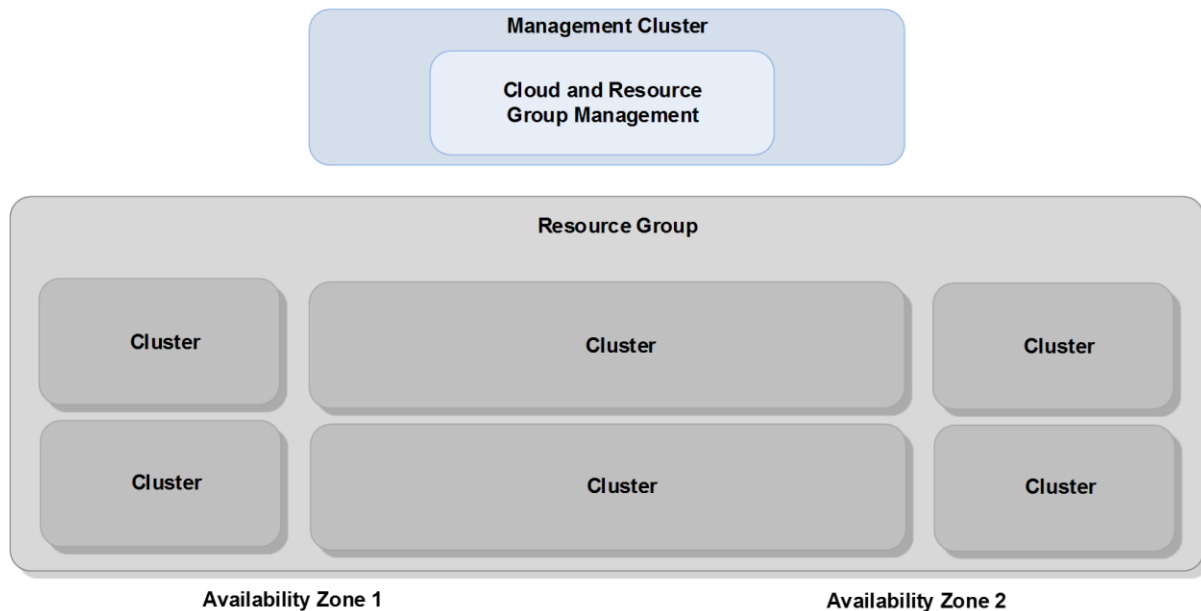 Management Cluster
Cloud and Resource
Group Management
Resource Group
Cluster
Cluster
Cluster
Cluster
Cluster
Cluster
Availability Zone 1
Availability Zone 2